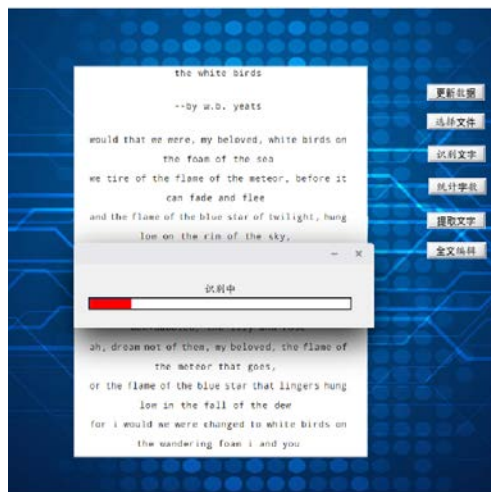 the white birds
--by w.b. yeats
would that we were, my beloved, white birds on
the foam of the sea
we tire of the flame of the meteor, before it
can fade and flee
and the flame of the blue star of twilight, hung
low on the rim of the sky,
识别中
ah, dream not of them, my beloved, the flame of
the meteor that goes,
or the flame of the blue star that lingers hung
low in the fall of the dew
for i would we were changed to white birds on
the wandering foam i and you
更新数据
选择文件
识别文字
统计字数
提取文字
全文编辑